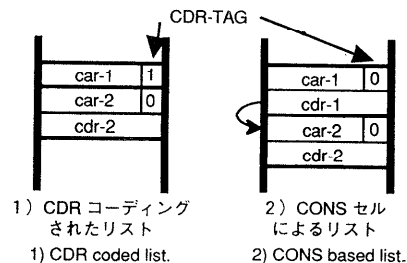 CDR-TAG
car-1 1
car-2 0
cdr-2
car-1 0
cdr-1
car-2 0
cdr-2
1) CDR コーディング
されたリスト
1) CDR coded list.
2) CONS セル
によるリスト
2) CONS based list.